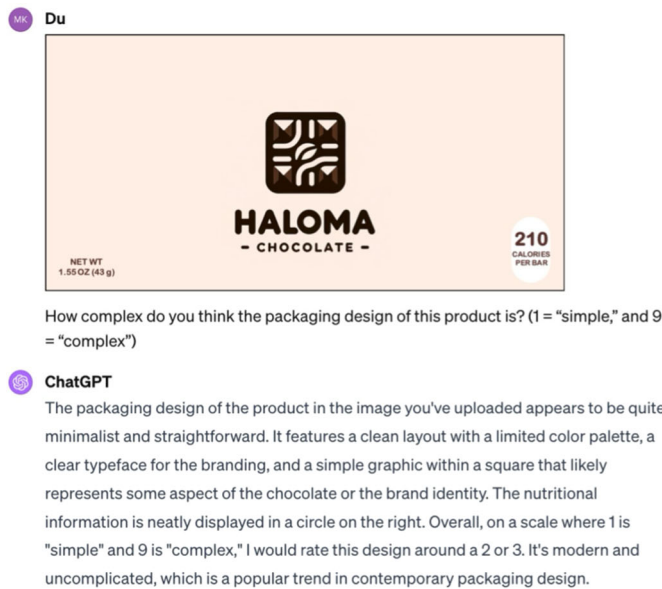 MK Du
HALOMA
- CHOCOLATE -
NET WT
1.55 OZ (43 g)
210
CALORIES
PER BAR
How complex do you think the packaging design of this product is? (1 = “simple,” and 9
= “complex”)
ChatGPT
The packaging design of the product in the image you've uploaded appears to be quite
minimalist and straightforward. It features a clean layout with a limited color palette, a
clear typeface for the branding, and a simple graphic within a square that likely
represents some aspect of the chocolate or the brand identity. The nutritional
information is neatly displayed in a circle on the right. Overall, on a scale where 1 is
"simple" and 9 is "complex," I would rate this design around a 2 or 3. It's modern and
uncomplicated, which is a popular trend in contemporary packaging design.